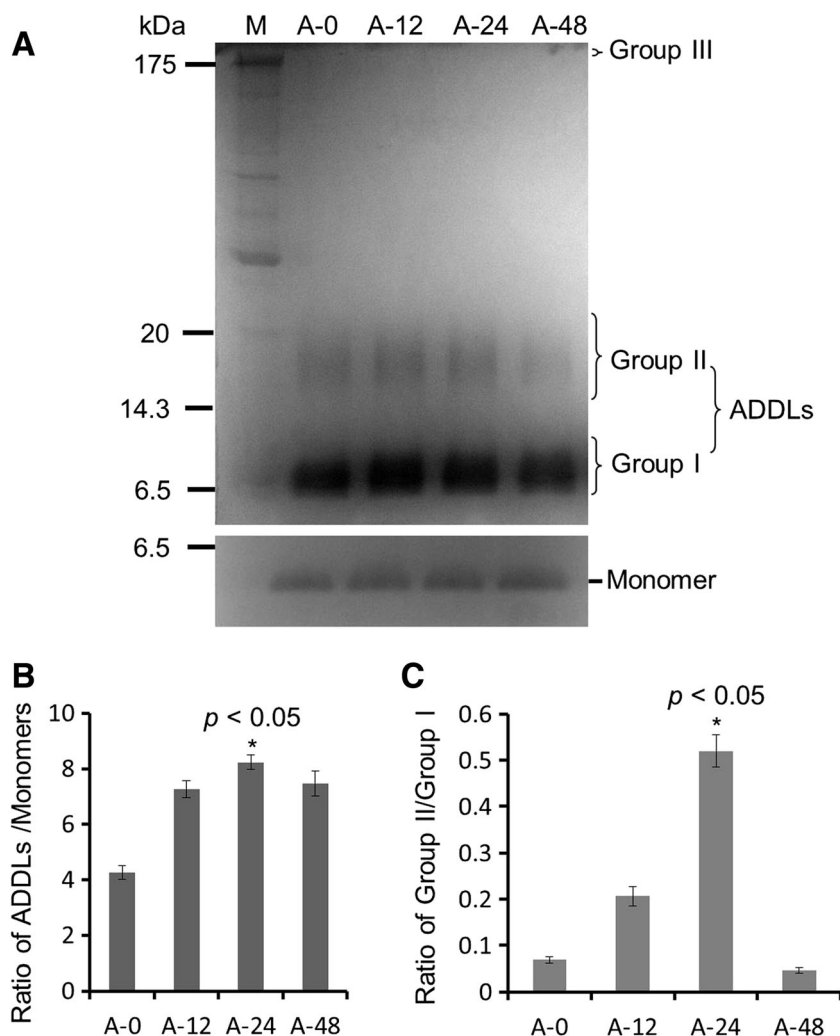 A
kDa M A-0 A-12 A-24 A-48
175
Group III
20
Group II
14.3
ADDLs
Group I
6.5
6.5
Monomer
B
Ratio of ADDLs /Monomers
10
8
6
4
2
0
p < 0.05
*
A-0 A-12 A-24 A-48
C
Ratio of Group II/Group I
0.6
0.5
0.4
0.3
0.2
0.1
0
p < 0.05
*
A-0 A-12 A-24 A-48